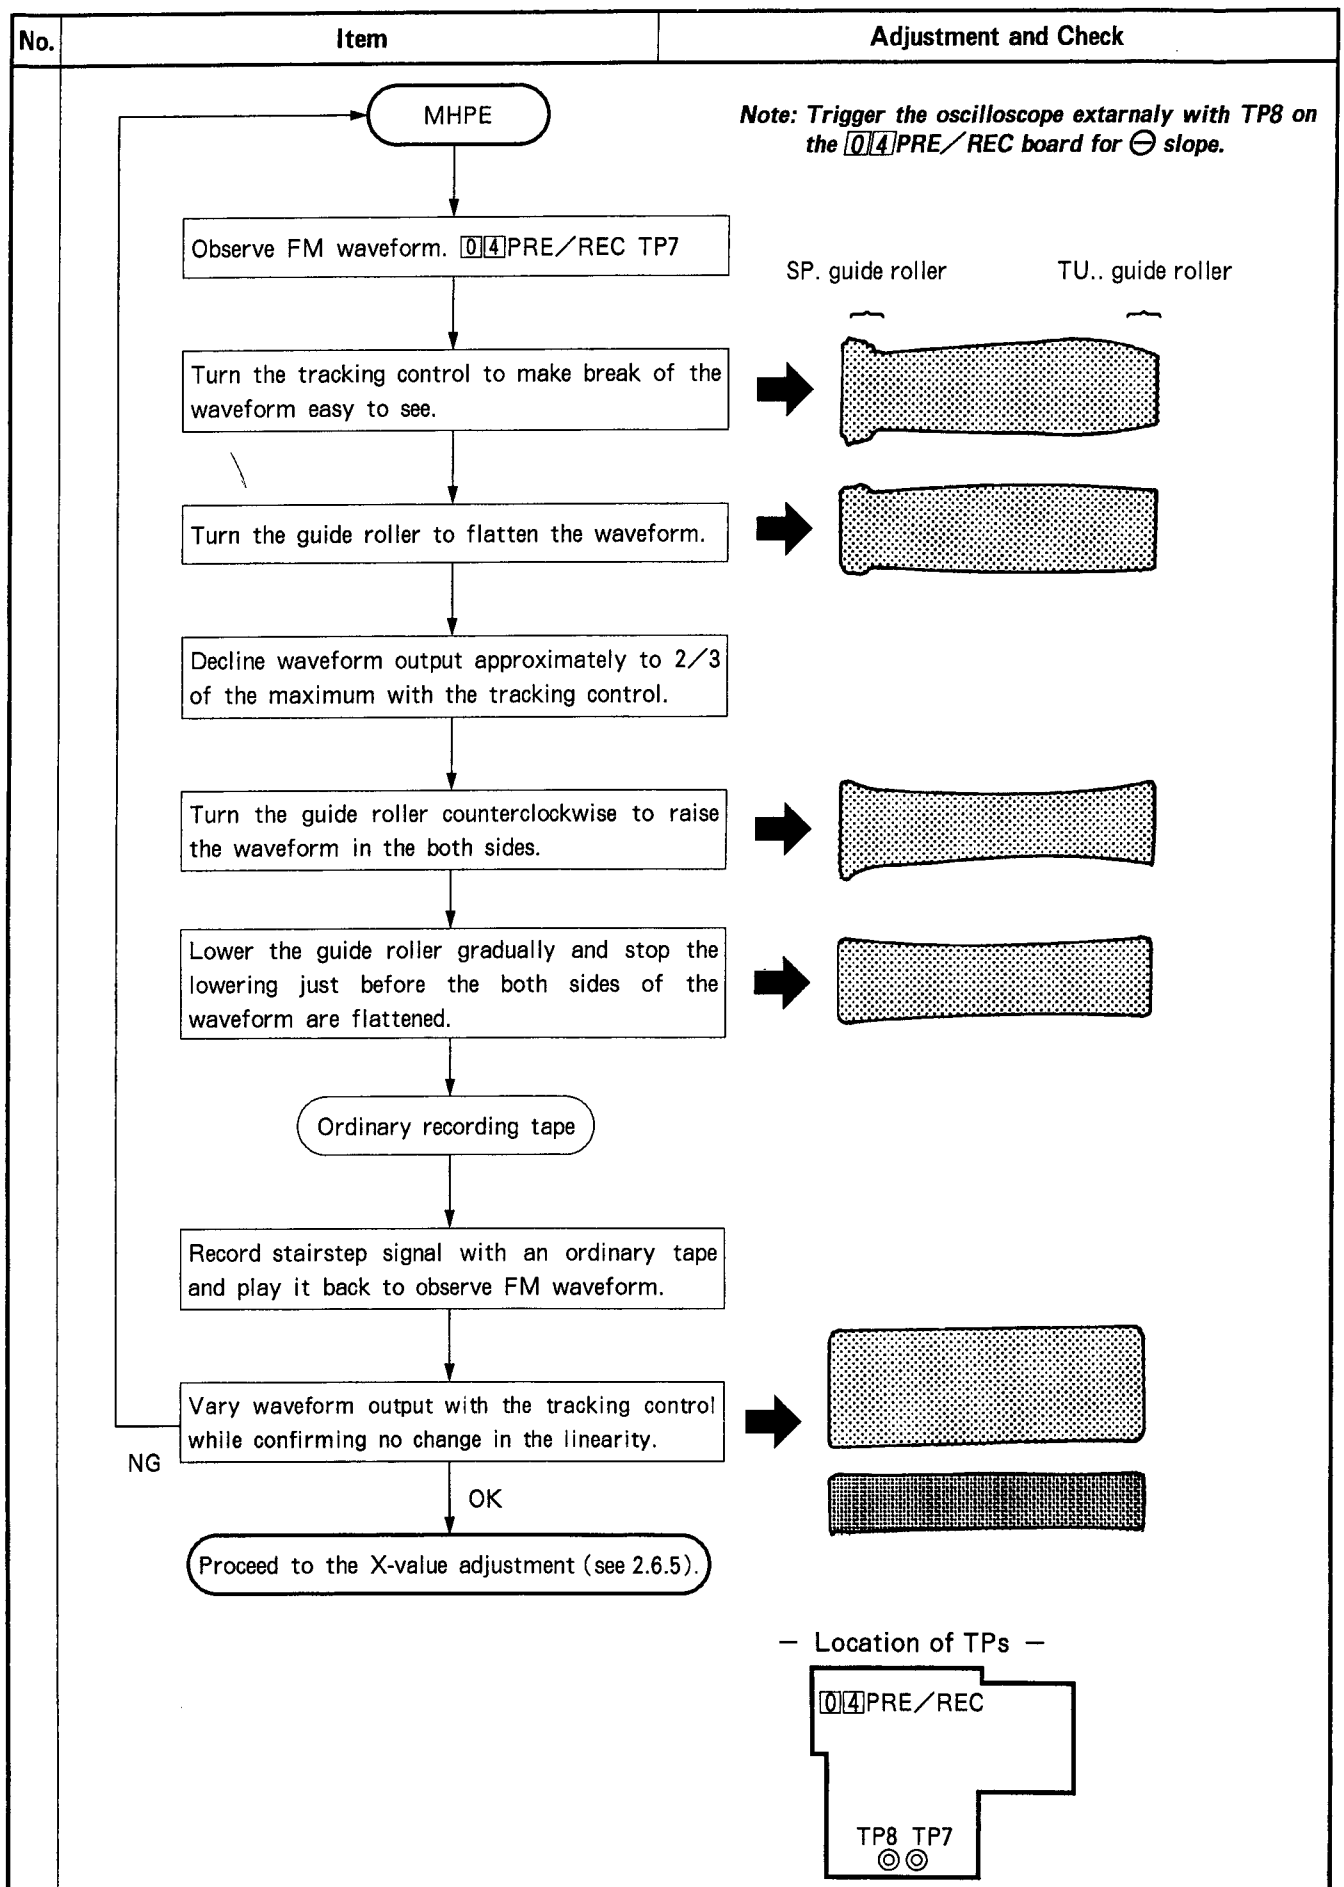 No.
Item
Adjustment and Check
MHPE
Note: Trigger the oscilloscope extarnaly with TP8 on
the 04PRE/REC board for ⊖ slope.
Observe FM waveform. 04PRE/REC TP7
SP. guide roller
TU.. guide roller
Turn the tracking control to make break of the
waveform easy to see.
Turn the guide roller to flatten the waveform.
Decline waveform output approximately to 2/3
of the maximum with the tracking control.
Turn the guide roller counterclockwise to raise
the waveform in the both sides.
Lower the guide roller gradually and stop the
lowering just before the both sides of the
waveform are flattened.
Ordinary recording tape
Record stairstep signal with an ordinary tape
and play it back to observe FM waveform.
Vary waveform output with the tracking control
while confirming no change in the linearity.
NG
OK
Proceed to the X-value adjustment (see 2.6.5).
— Location of TPs —
04PRE/REC
TP8 TP7